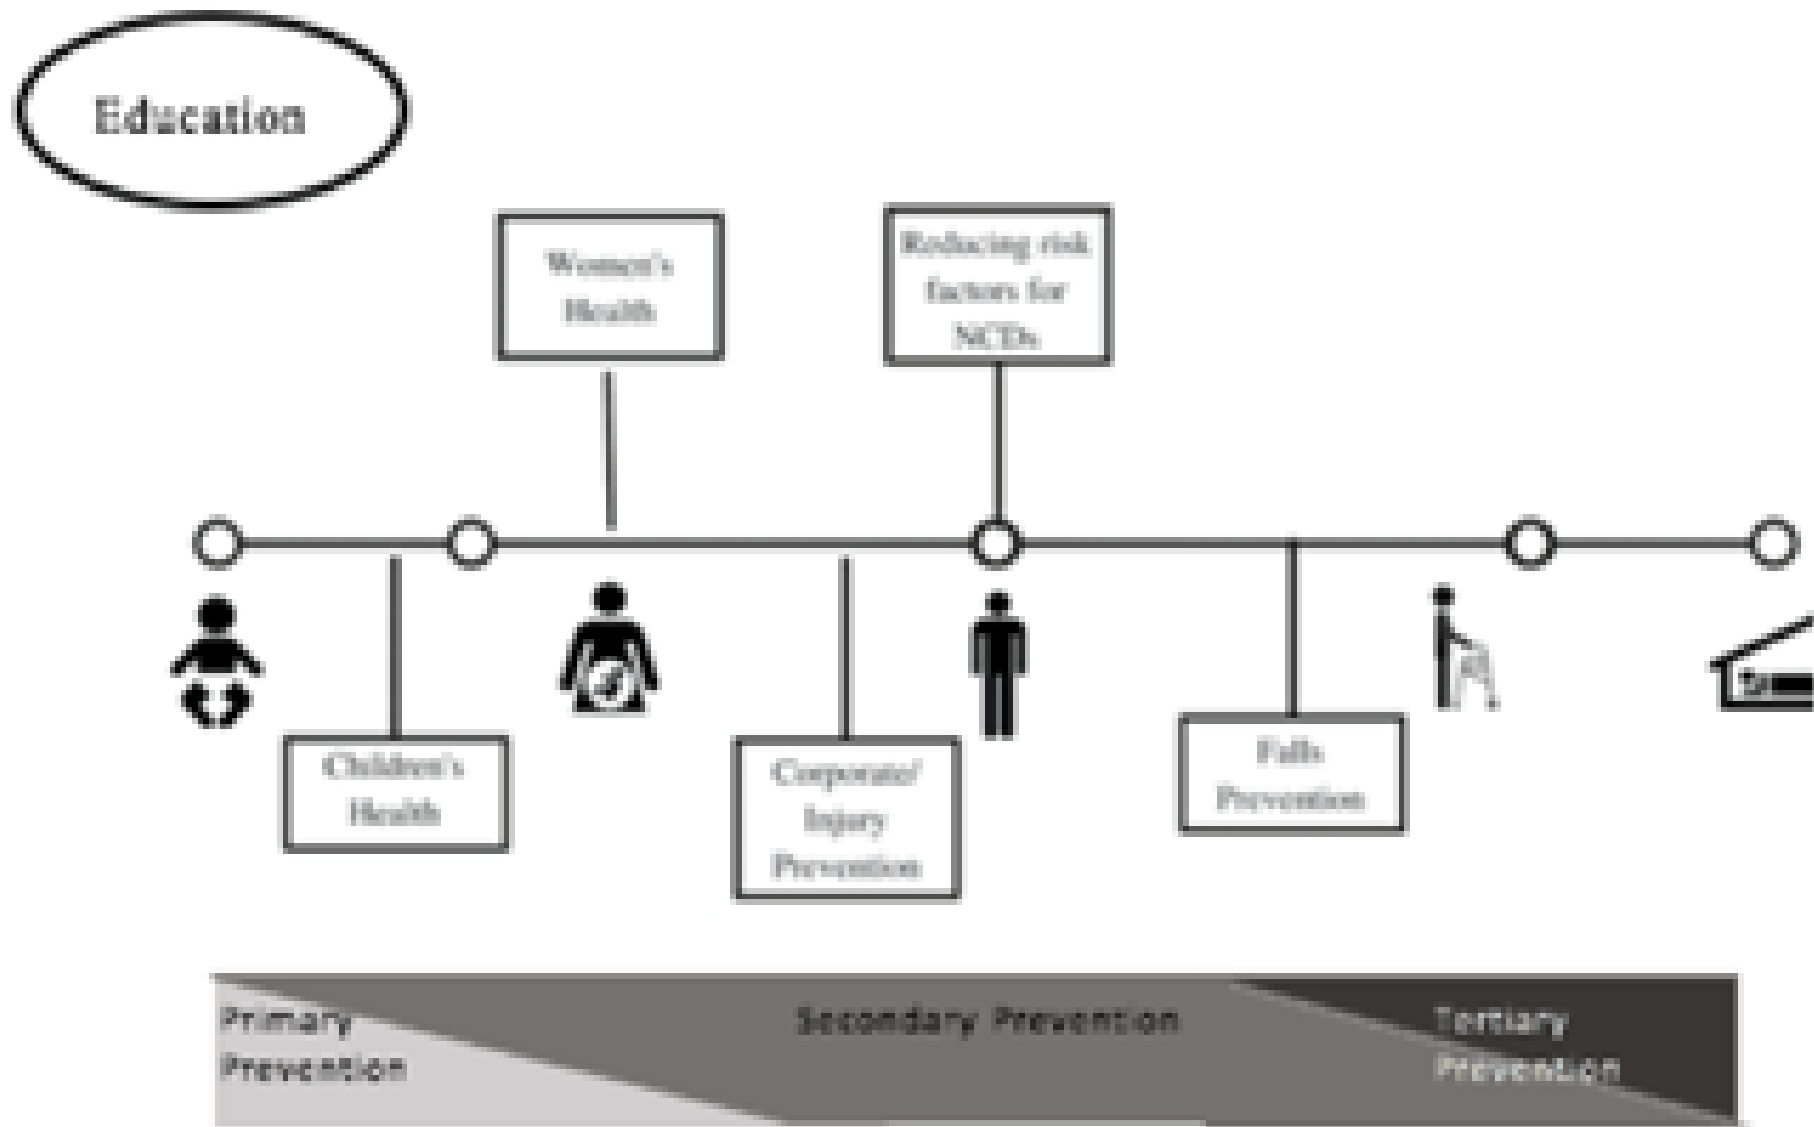 Education
Women's
Health
Reducing risk
factors for
NCDs
Children's
Health
Corporate/
Injury
Prevention
Falls
Prevention
Primary
Prevention
Secondary Prevention
Tertiary
Prevention